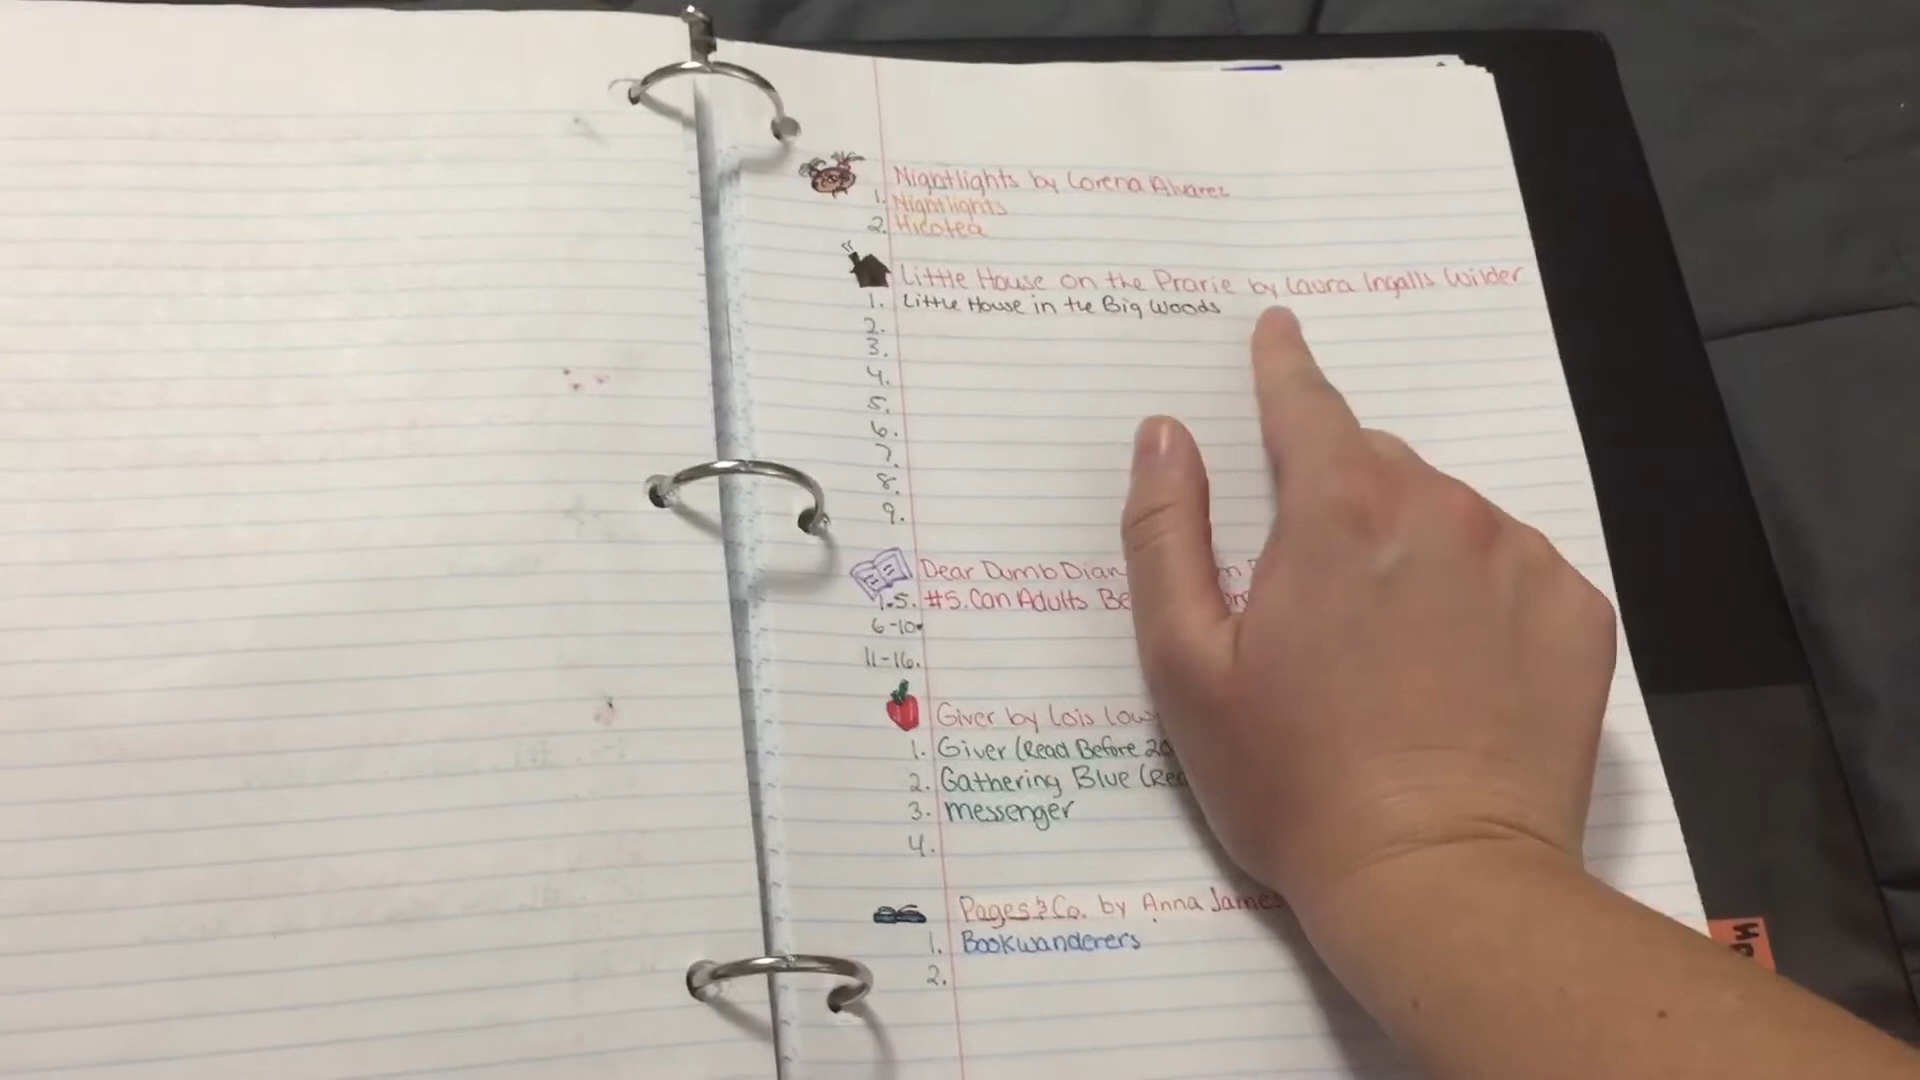 Nightlights by Lorena Alvarez
1. Nightlights
2. Hicotea
Little House on the Prarie by Laura Ingalls Wilder
1. Little House in the Big Woods
2.
3.
4.
5.
6.
7.
8.
9.
Dear Dumb Diar
1.-5. #5. Can Adults Be
6-10.
11-16.
Giver by Lois Low
1. Giver (Read Before 20
2. Gathering Blue (Rea
3. messenger
4.
Pages & Co. by Anna James
1. Bookwanderers
2.